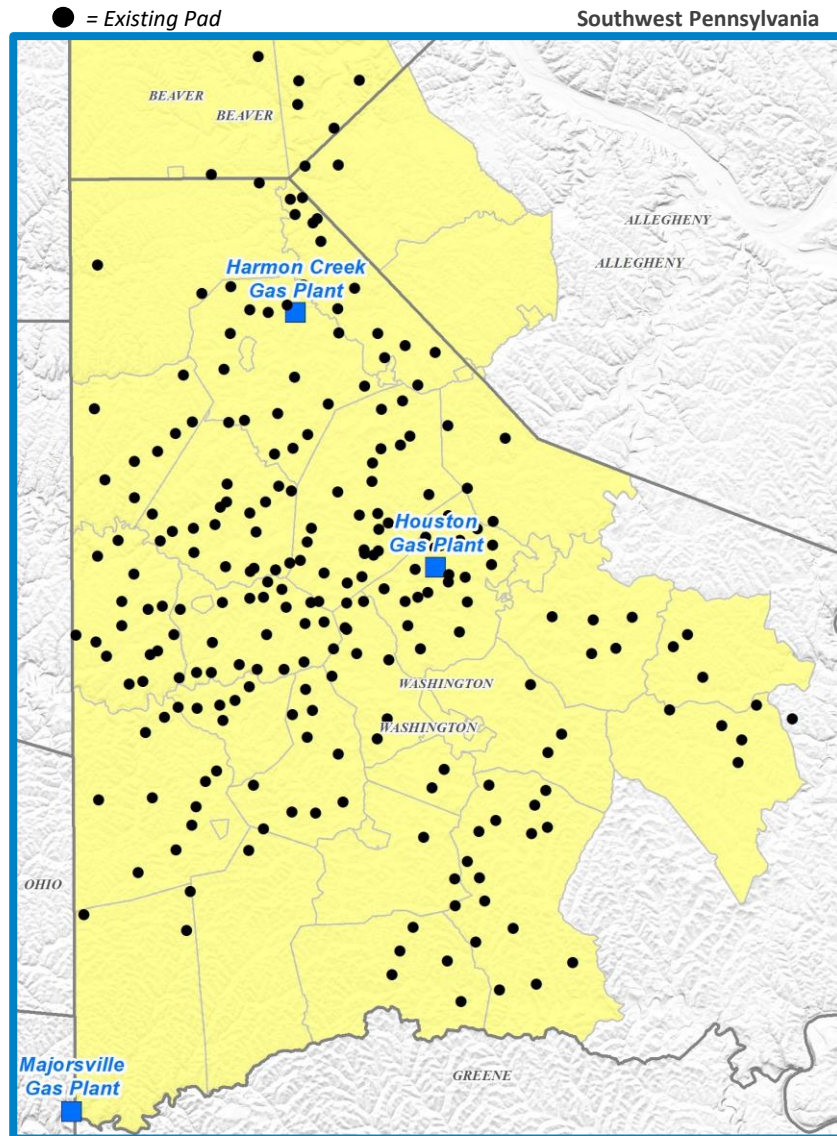 = Existing Pad
Southwest Pennsylvania
BEAVER
BEAVER
ALLEGHENY
ALLEGHENY
Harmon Creek
Gas Plant
Houston
Gas Plant
WASHINGTON
WASHINGTON
OHIO
Majorsville
Gas Plant
GREENE